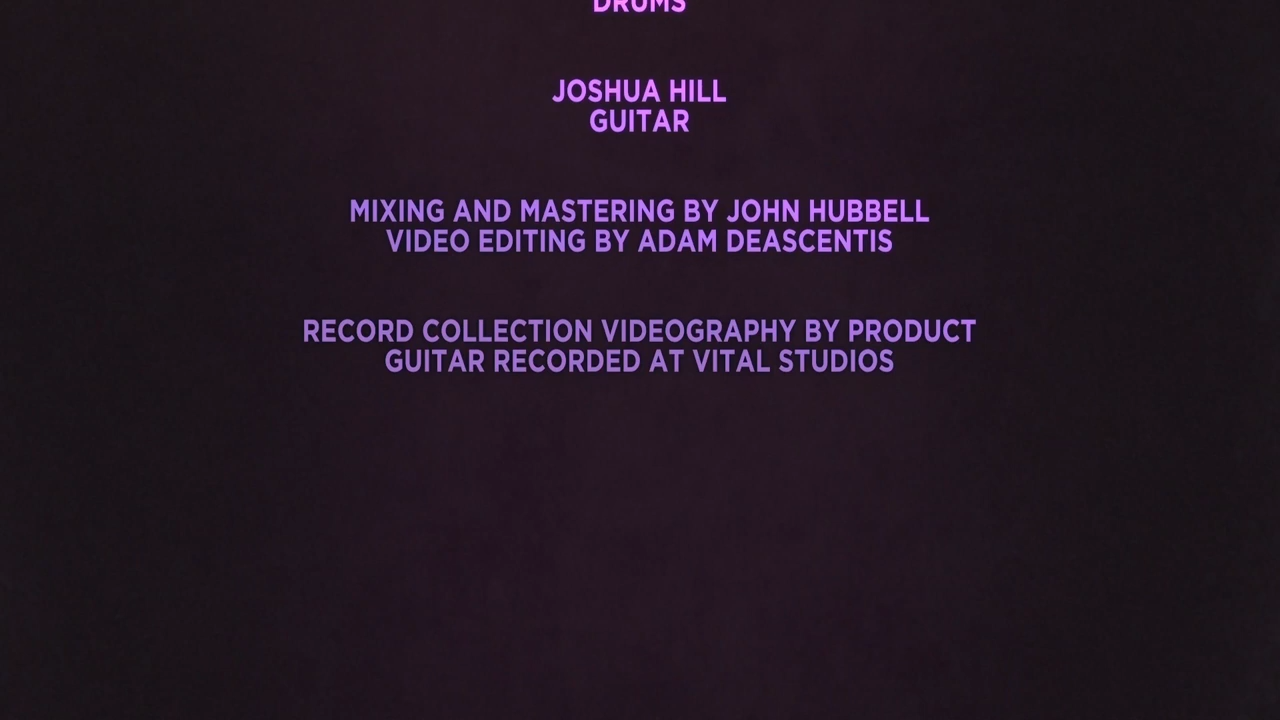 DRUMS
JOSHUA HILL
GUITAR
MIXING AND MASTERING BY JOHN HUBBELL
VIDEO EDITING BY ADAM DEASCENTIS
RECORD COLLECTION VIDEOGRAPHY BY PRODUCT
GUITAR RECORDED AT VITAL STUDIOS